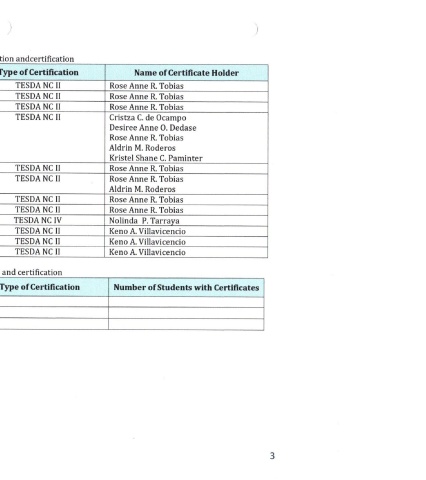 tion andcertification
Type of Certification Name of Certificate Holder
TESDA NC II Rose Anne R. Tobias
TESDA NC II Rose Anne R. Tobias
TESDA NC II Rose Anne R. Tobias
TESDA NC II Cristza C. de Ocampo
Desiree Anne O. Dedase
Rose Anne R. Tobias
Aldrin M. Roderos
Kristel Shane C. Paminter
TESDA NC II Rose Anne R. Tobias
TESDA NC II Rose Anne R. Tobias
Aldrin M. Roderos
TESDA NC II Rose Anne R. Tobias
TESDA NC II Rose Anne R. Tobias
TESDA NC IV Nolinda P. Tarraya
TESDA NC II Keno A. Villavicencio
TESDA NC II Keno A. Villavicencio
TESDA NC II Keno A. Villavicencio
and certification
Type of Certification Number of Students with Certificates
3